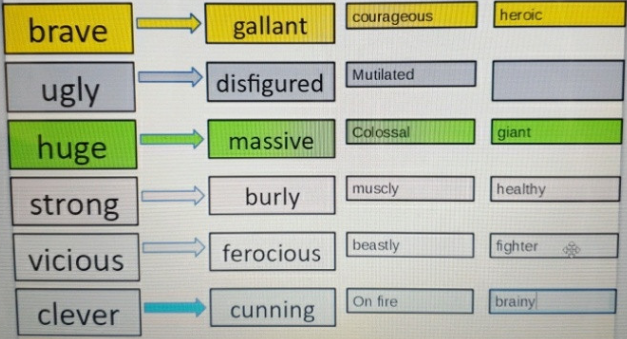 brave gallant courageous heroic
ugly disfigured Mutilated
huge massive Colossal giant
strong burly muscly healthy
vicious ferocious beastly fighter
clever cunning On fire brainy